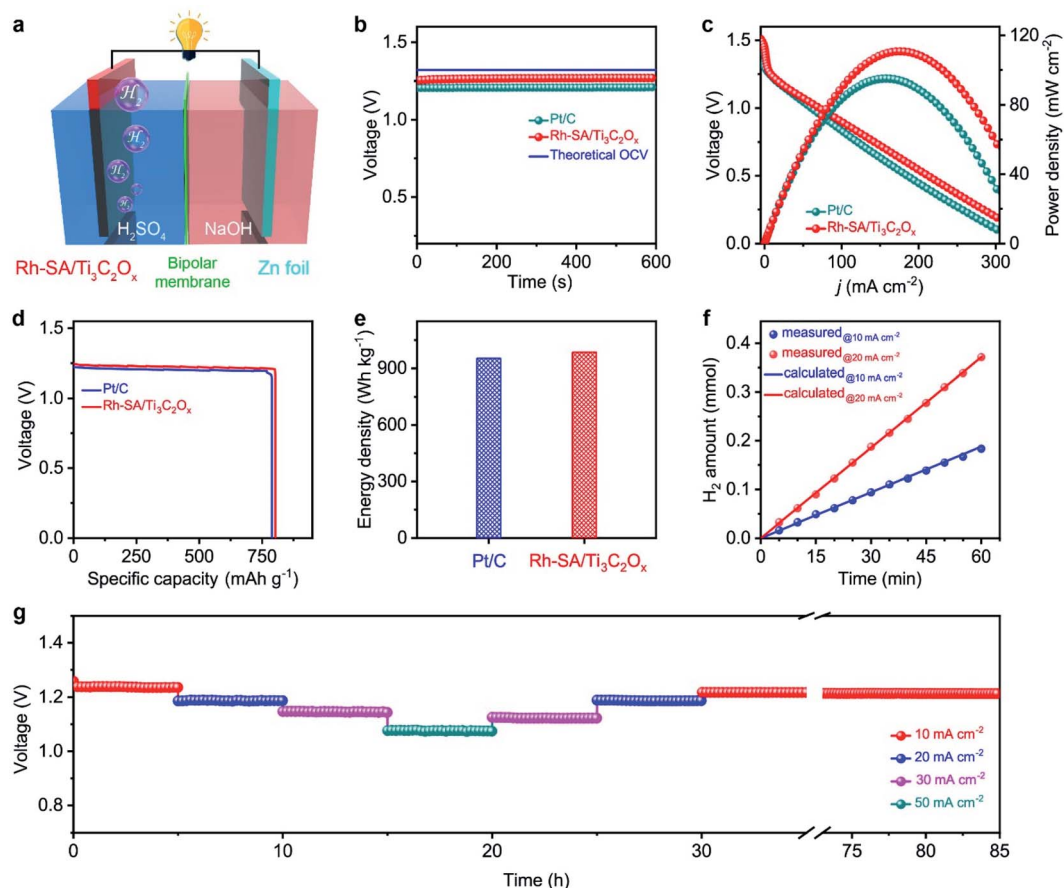 a
H₂
H₂
H₂
H₂
H₂SO₄
NaOH
Rh-SA/Ti₃C₂Oₓ
Bipolar
membrane
Zn foil
b
Voltage (V)
1.5
1.0
0.5
0
200
400
600
Pt/C
Rh-SA/Ti₃C₂Oₓ
Theoretical OCV
Time (s)
c
Voltage (V)
1.5
1.0
0.5
0.0
0
100
200
300
120
80
40
0
Power density (mW cm⁻²)
Pt/C
Rh-SA/Ti₃C₂Oₓ
j (mA cm⁻²)
d
Voltage (V)
1.5
1.0
0.5
0.0
0
250
500
750
Pt/C
Rh-SA/Ti₃C₂Oₓ
Specific capacity (mAh g⁻¹)
e
Energy density (Wh kg⁻¹)
900
600
300
0
Pt/C
Rh-SA/Ti₃C₂Oₓ
f
H₂ amount (mmol)
0.4
0.3
0.2
0.1
0.0
0
15
30
45
60
measured@10 mA cm⁻²
measured@20 mA cm⁻²
calculated@10 mA cm⁻²
calculated@20 mA cm⁻²
Time (min)
g
Voltage (V)
1.5
1.4
1.2
1.0
0.8
0.7
0
10
20
30
75
80
85
10 mA cm⁻²
20 mA cm⁻²
30 mA cm⁻²
50 mA cm⁻²
Time (h)